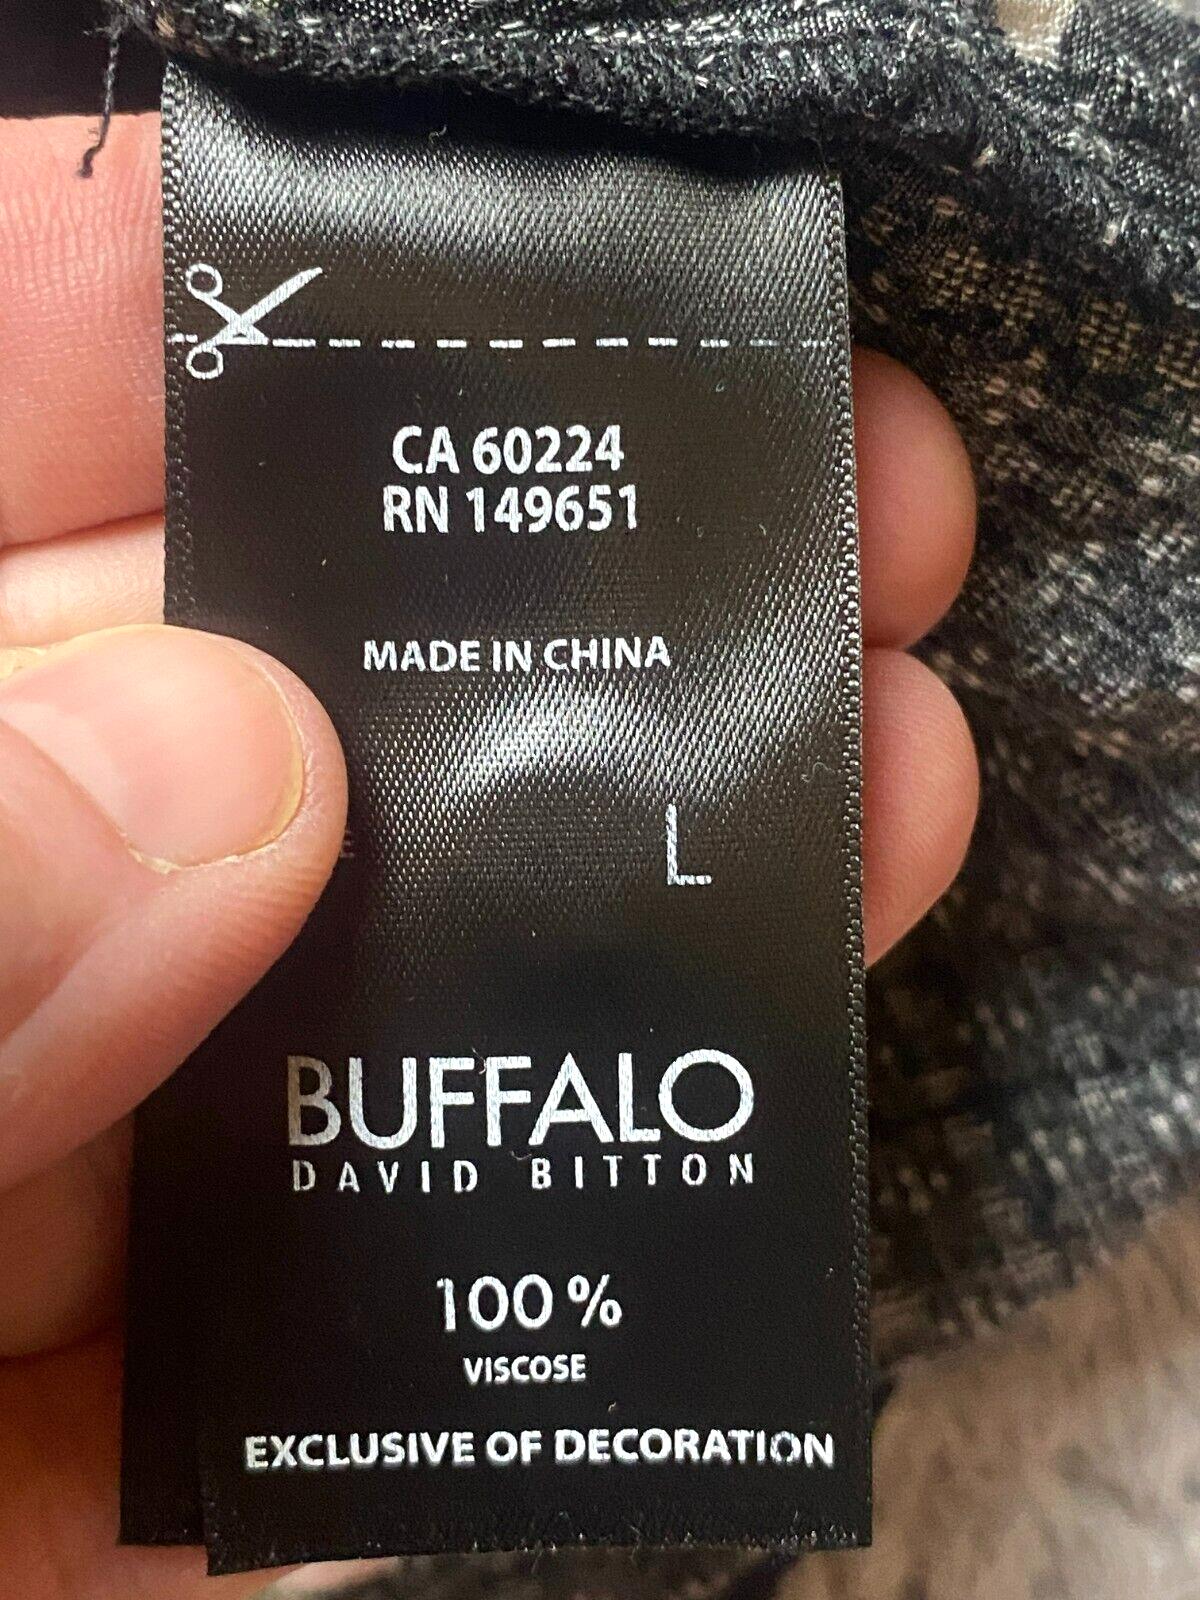 CA 60224
RN 149651
MADE IN CHINA
L
BUFFALO
DAVID BITTON
100 %
VISCOSE
EXCLUSIVE OF DECORATION